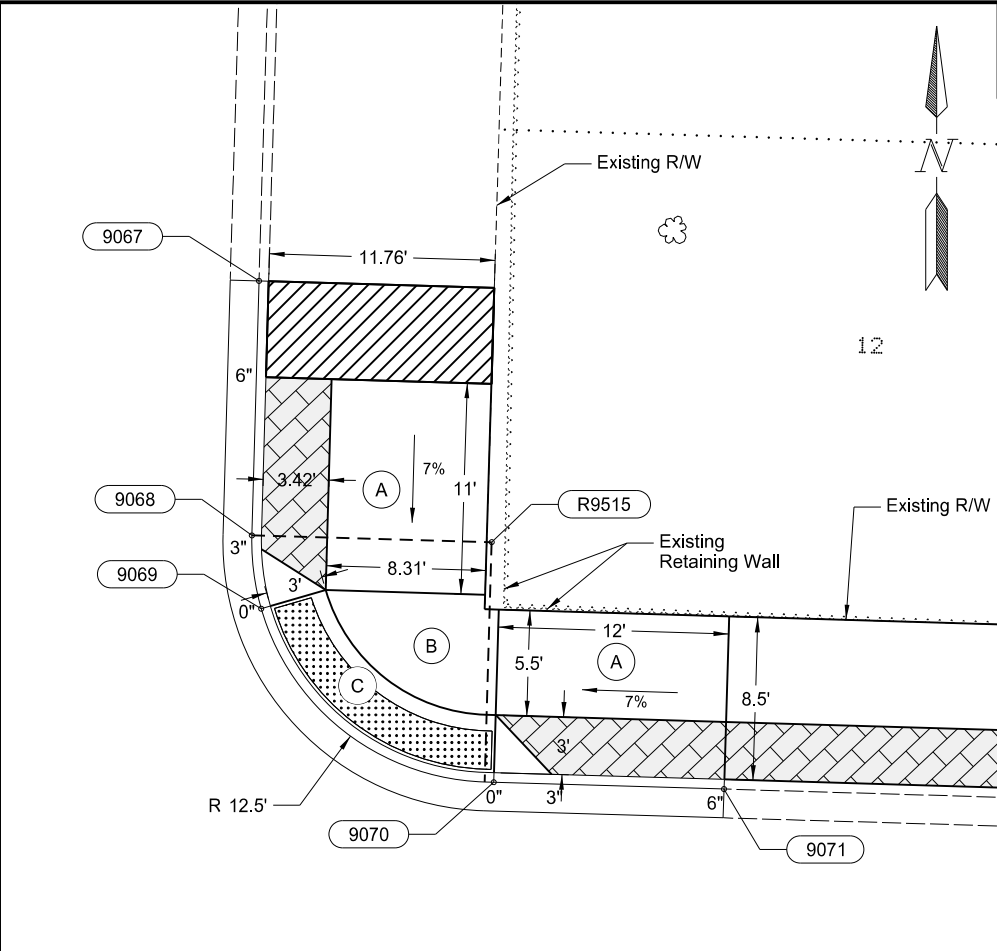 N
Existing R/W
9067
11.76'
12
6"
7%
3.42'
A
11'
9068
R9515
Existing R/W
3"
Existing
Retaining Wall
9069
8.31'
3'
0"
12'
B
5.5'
A
C
7%
8.5'
3'
R 12.5'
0"
3"
6"
9070
9071